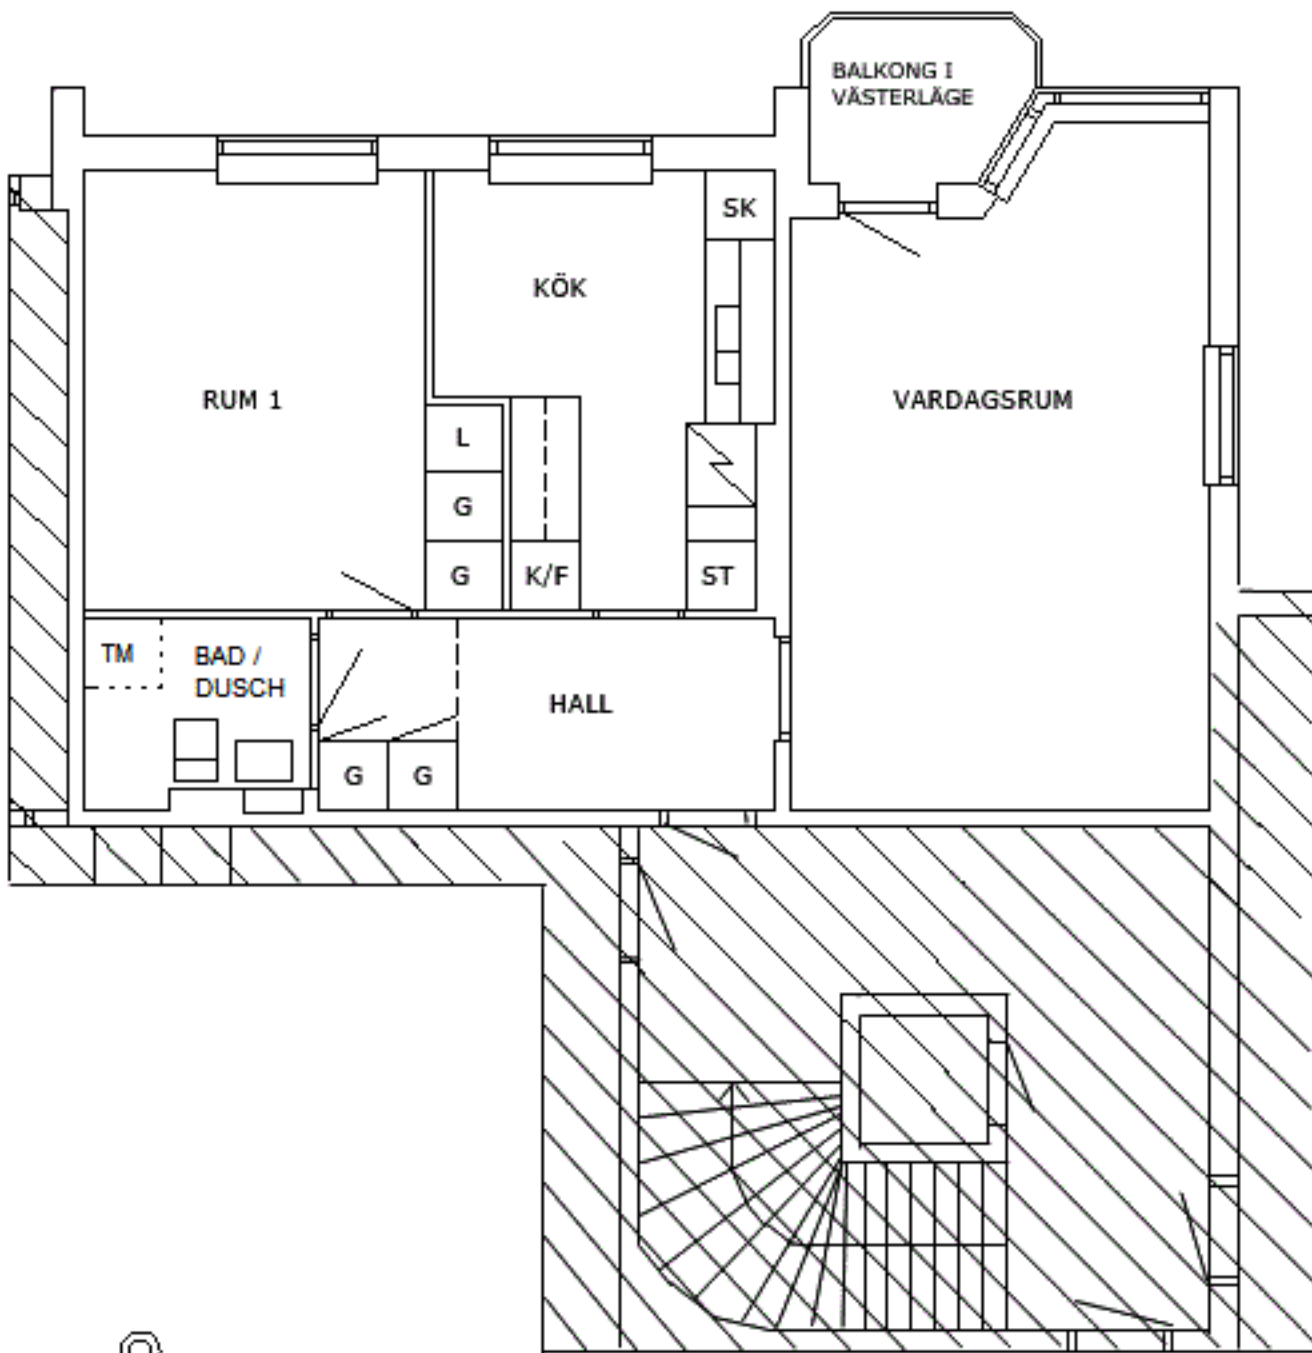 BALKONG I
VÄSTERLÄGE
SK
KÖK
RUM 1
VARDAGSRUM
L
G
G
K/F
ST
TM
BAD /
DUSCH
HALL
G
G